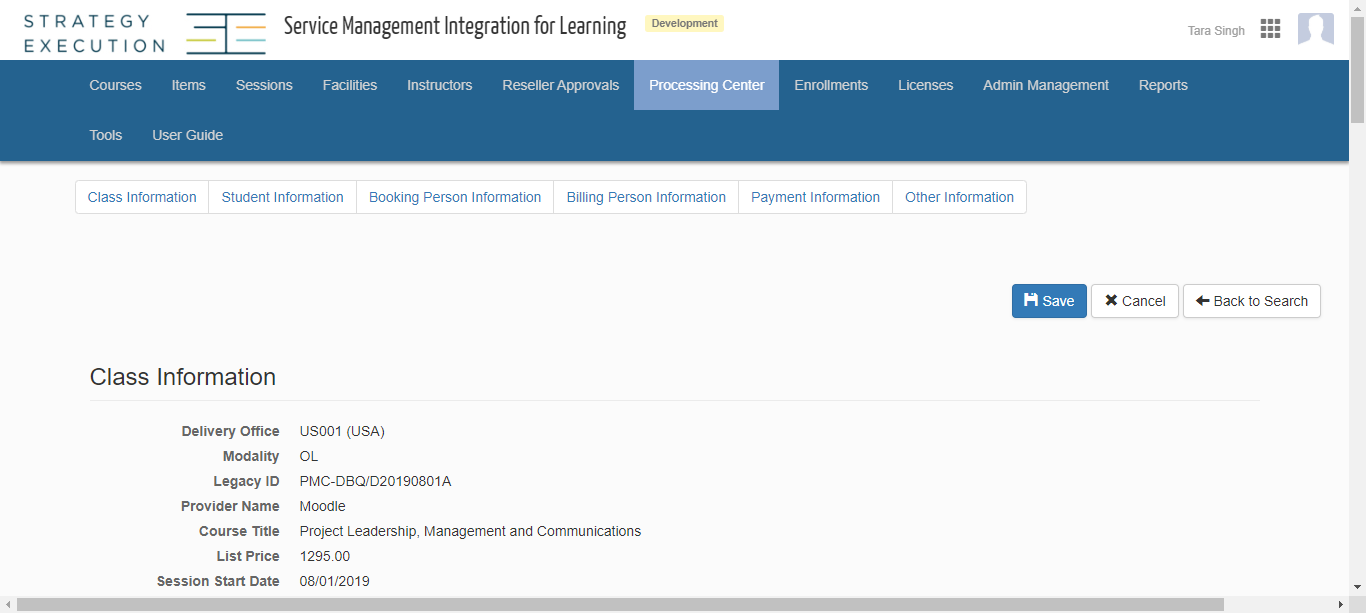 STRATEGY
EXECUTION
Service Management Integration for Learning
Development
Tara Singh
Courses Items Sessions Facilities Instructors Reseller Approvals Processing Center Enrollments Licenses Admin Management Reports
Tools User Guide
Class Information Student Information Booking Person Information Billing Person Information Payment Information Other Information
Save Cancel Back to Search
Class Information
Delivery Office US001 (USA)
Modality OL
Legacy ID PMC-DBQ/D20190801A
Provider Name Moodle
Course Title Project Leadership, Management and Communications
List Price 1295.00
Session Start Date 08/01/2019